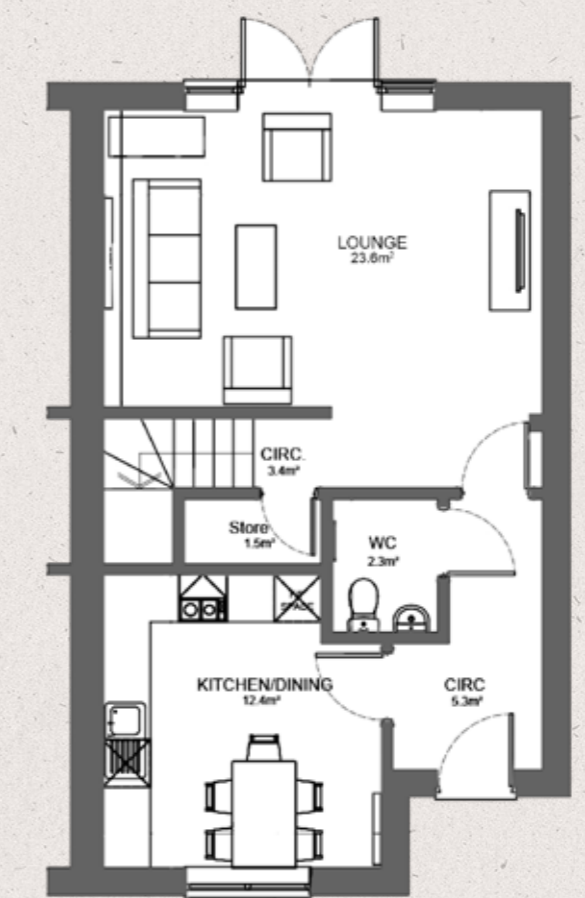 LOUNGE
23.6m²
CIRC.
3.4m²
Store
1.5m²
WC
2.3m²
SPACE
KITCHEN/DINING
12.4m²
CIRC
5.3m²